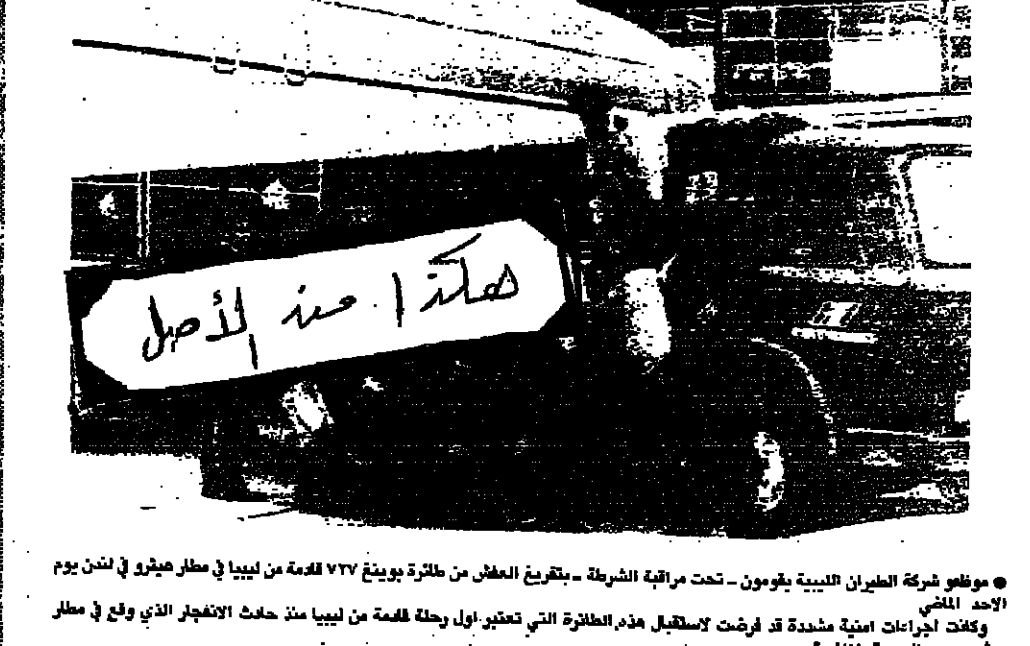 هكذا من الأصل
● موظفو شركة الطيران الليبية يقومون ـ تحت مراقبة الشرطة ـ بتفريغ العفش من طائرة بوينغ ٧٢٧ قادمة من ليبيا في مطار هيثرو في لندن يوم
الاحد الماضي
وكانت اجراءات امنية مشددة قد فرضت لاستقبال هذه الطائرة التي تعتبر اول رحلة قادمة من ليبيا منذ حادث الانفجار الذي وقع في مطار